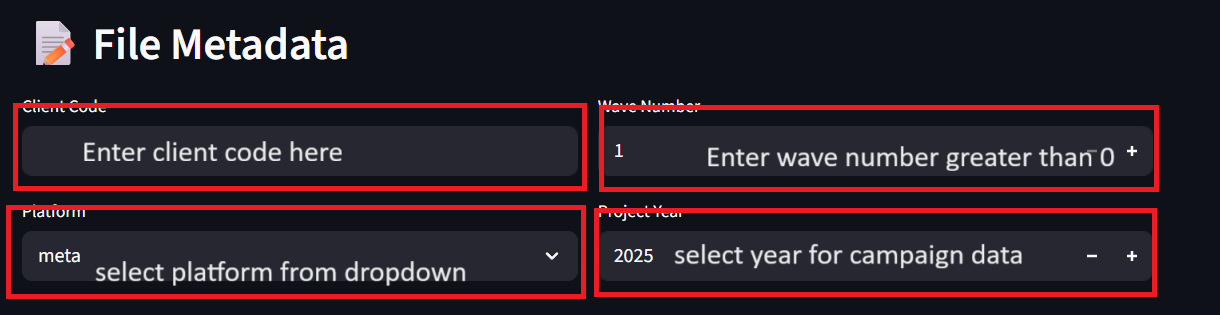 File Metadata
Client Code
Wave Number
Enter client code here
1 Enter wave number greater than 0 - +
Platform
Project Year
meta select platform from dropdown
2025 select year for campaign data - +